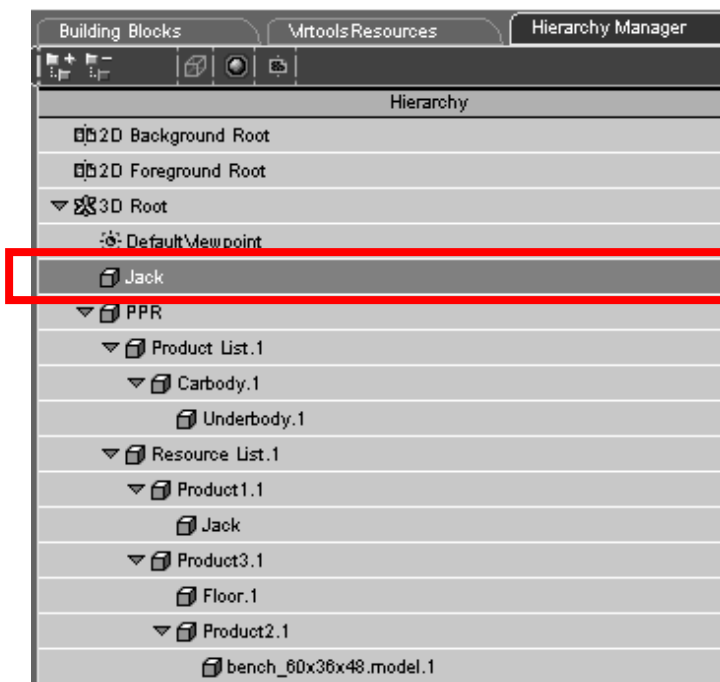 Building Blocks Virtools Resources Hierarchy Manager
Hierarchy
2D Background Root
2D Foreground Root
3D Root
Default Viewpoint
Jack
PPR
Product List.1
Carbody.1
Underbody.1
Resource List.1
Product1.1
Jack
Product3.1
Floor.1
Product2.1
bench_60x36x48.model.1